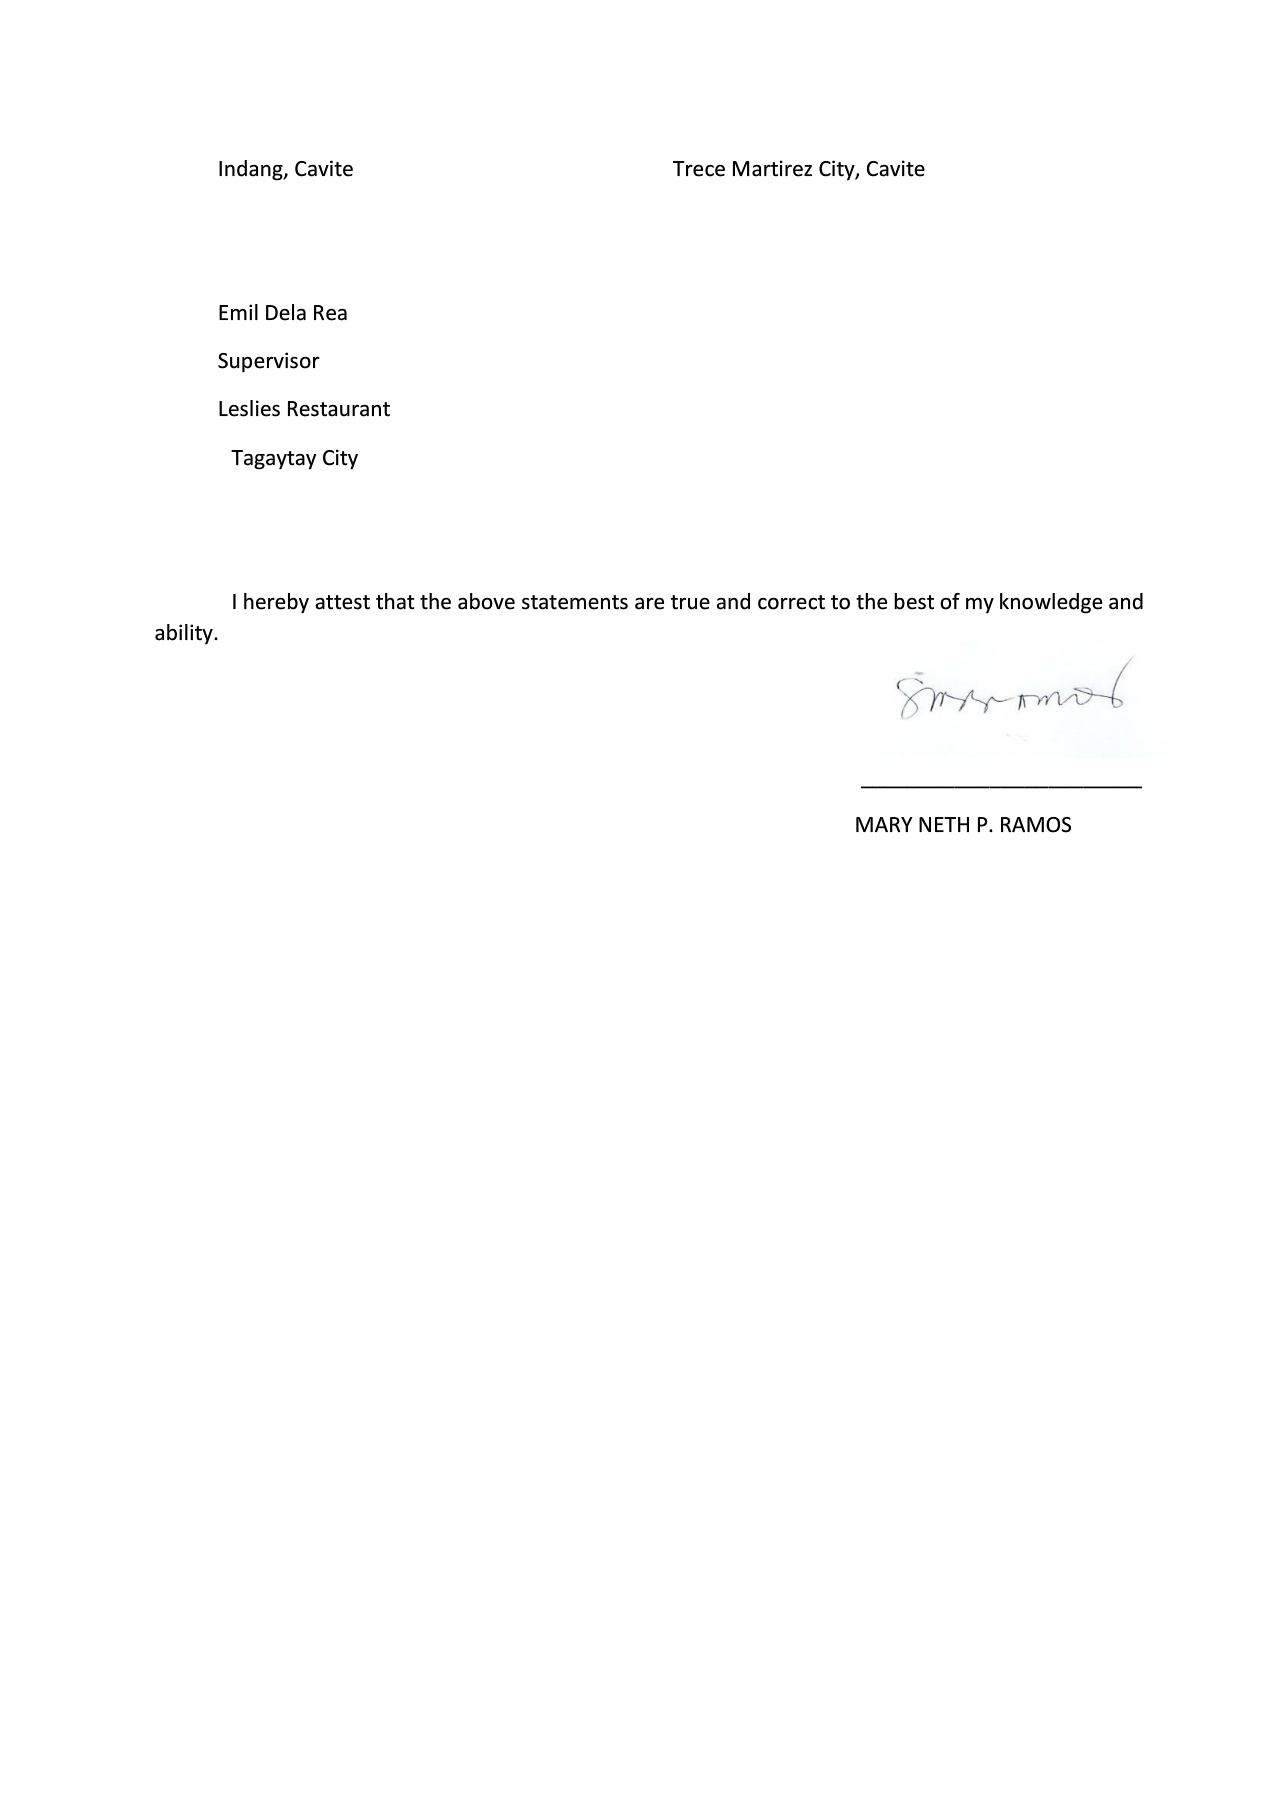 Indang, Cavite Trece Martirez City, Cavite
Emil Dela Rea
Supervisor
Leslies Restaurant
Tagaytay City
I hereby attest that the above statements are true and correct to the best of my knowledge and
ability.
MARY NETH P. RAMOS